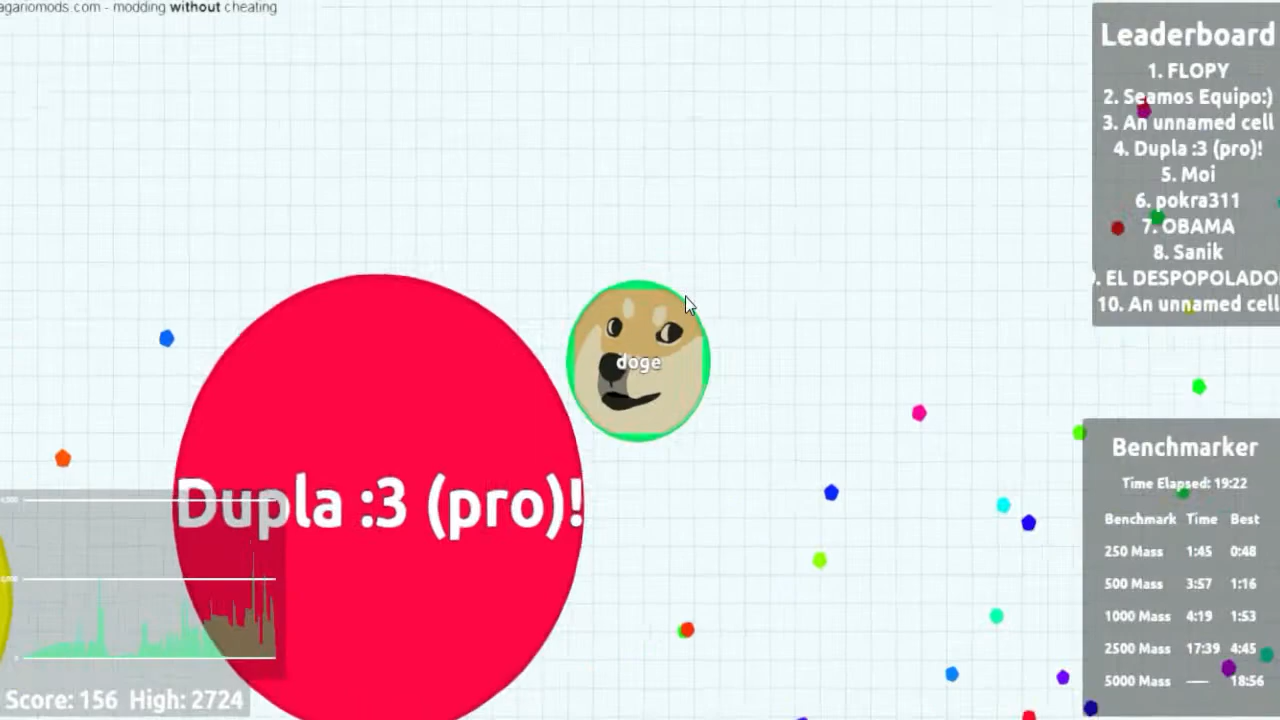 agariomods.com - modding without cheating
Leaderboard
1. FLOPY
2. Seamos Equipo:)
3. An unnamed cell
4. Dupla :3 (pro)!
5. Moi
6. pokra311
7. OBAMA
8. Sanik
9. EL DESPOPOLADO
10. An unnamed cell
doge
Dupla :3 (pro)!
Benchmarker
Time Elapsed: 19:22
Benchmark Time Best
250 Mass 1:45 0:48
500 Mass 3:57 1:16
1000 Mass 4:19 1:53
2500 Mass 17:39 4:45
5000 Mass —— 18:56
Score: 156 High: 2724